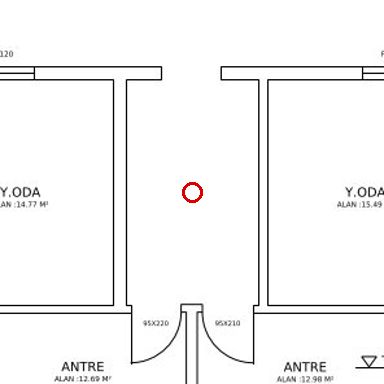 120
Y.ODA
ALAN :14.77 M²
Y.ODA
ALAN :15.49
95X220
95X210
ANTRE
ALAN :12.69 M²
ANTRE
ALAN :12.98 M²